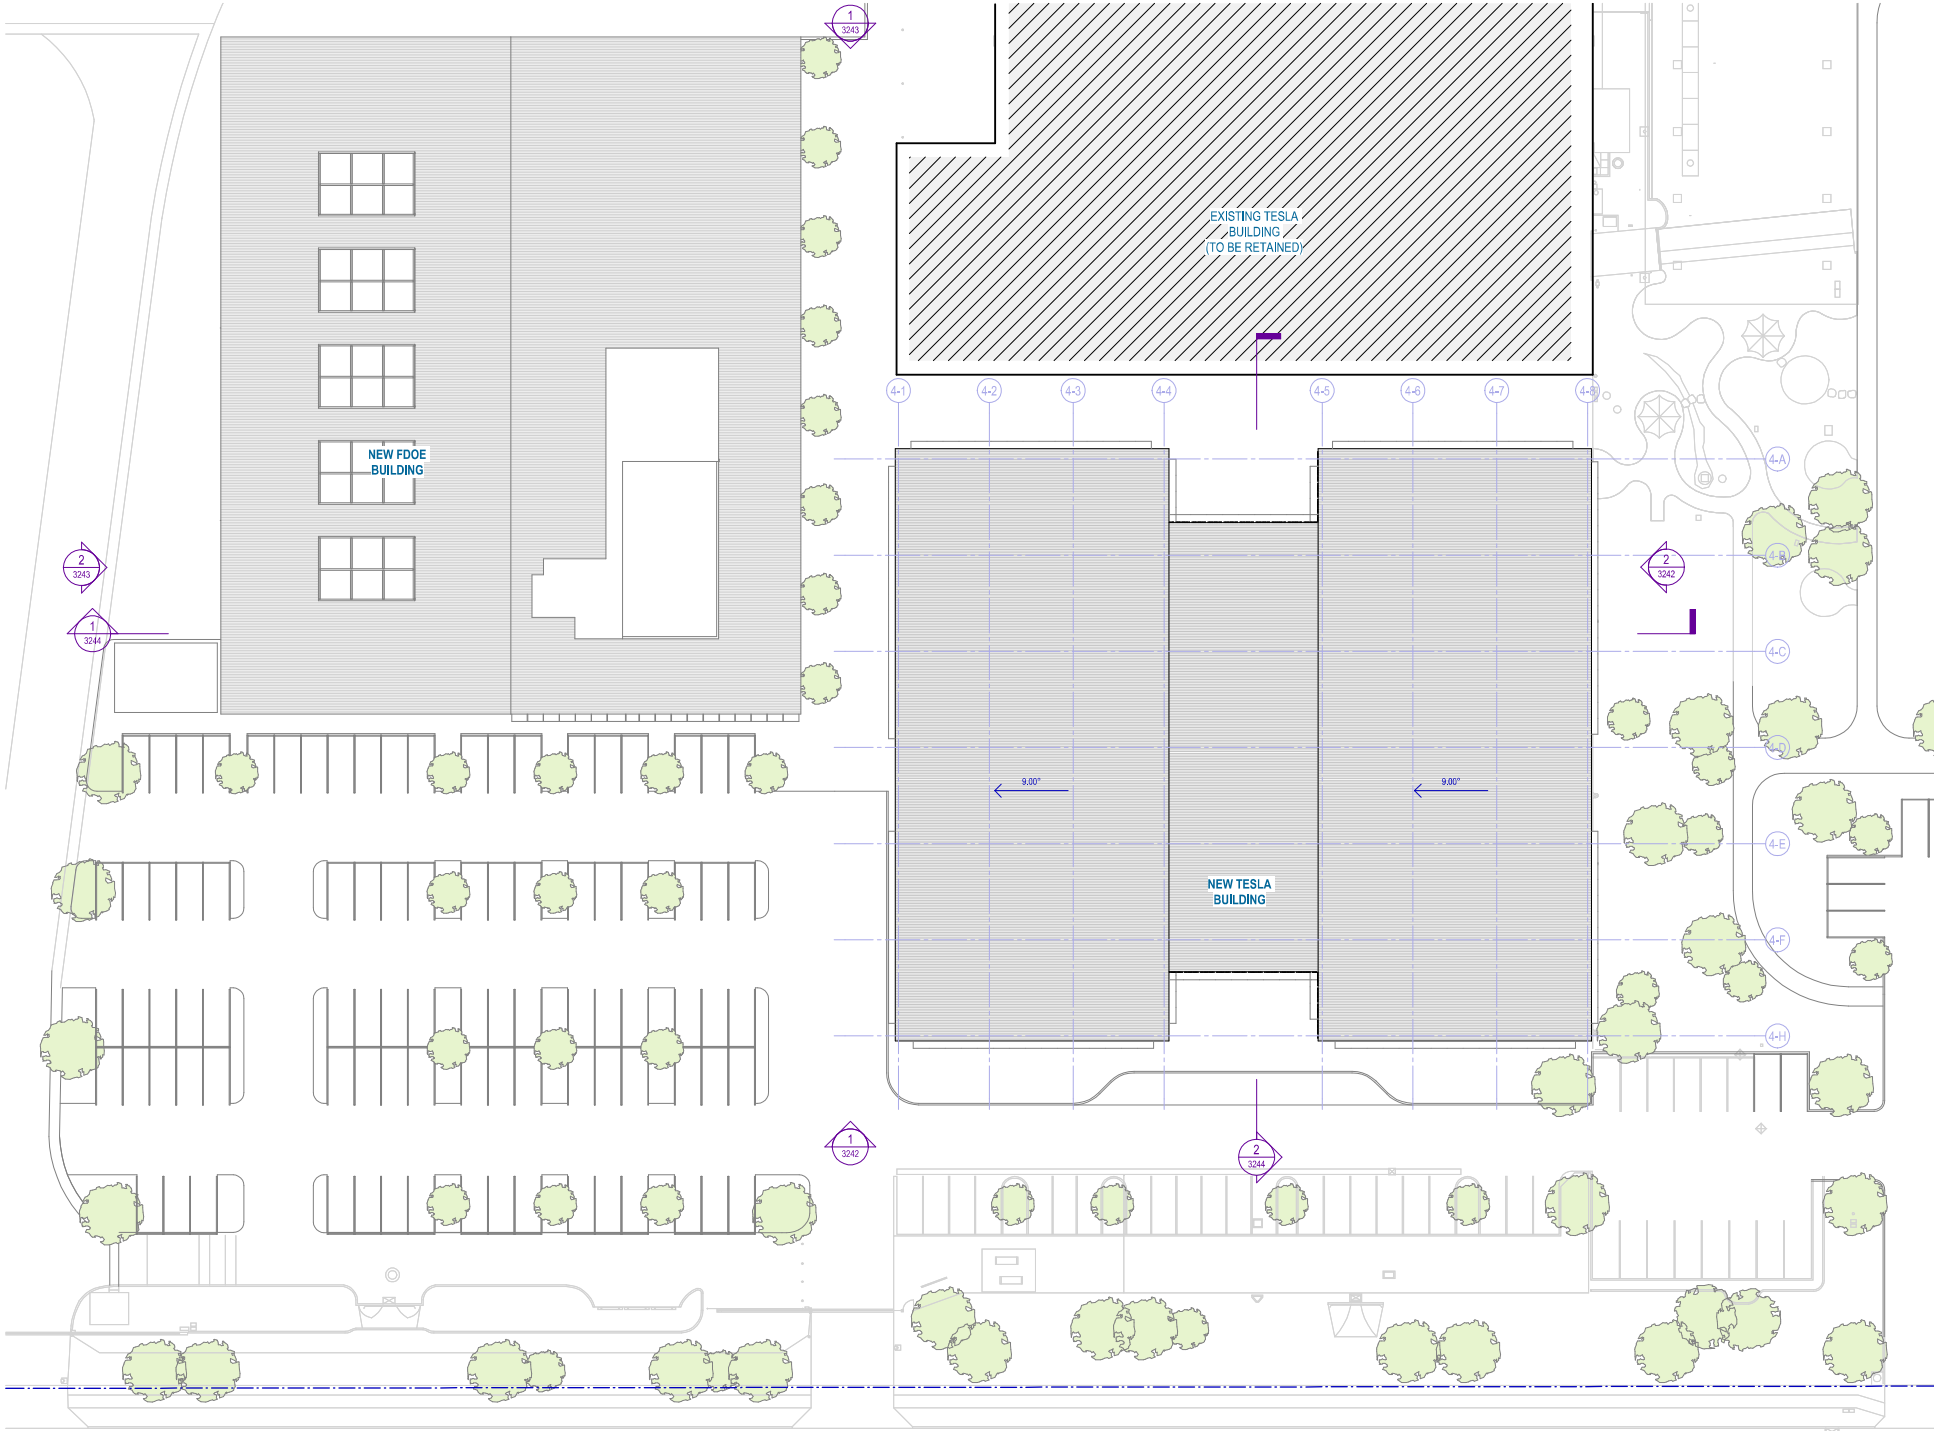 1
3243
EXISTING TESLA
BUILDING
(TO BE RETAINED)
4-1
4-2
4-3
4-4
4-5
4-6
4-7
4-8
NEW FDOE
BUILDING
4-A
4-B
2
3243
2
3242
1
3244
4-C
4-D
9.00°
9.00°
4-E
NEW TESLA
BUILDING
4-F
4-H
1
3242
2
3244